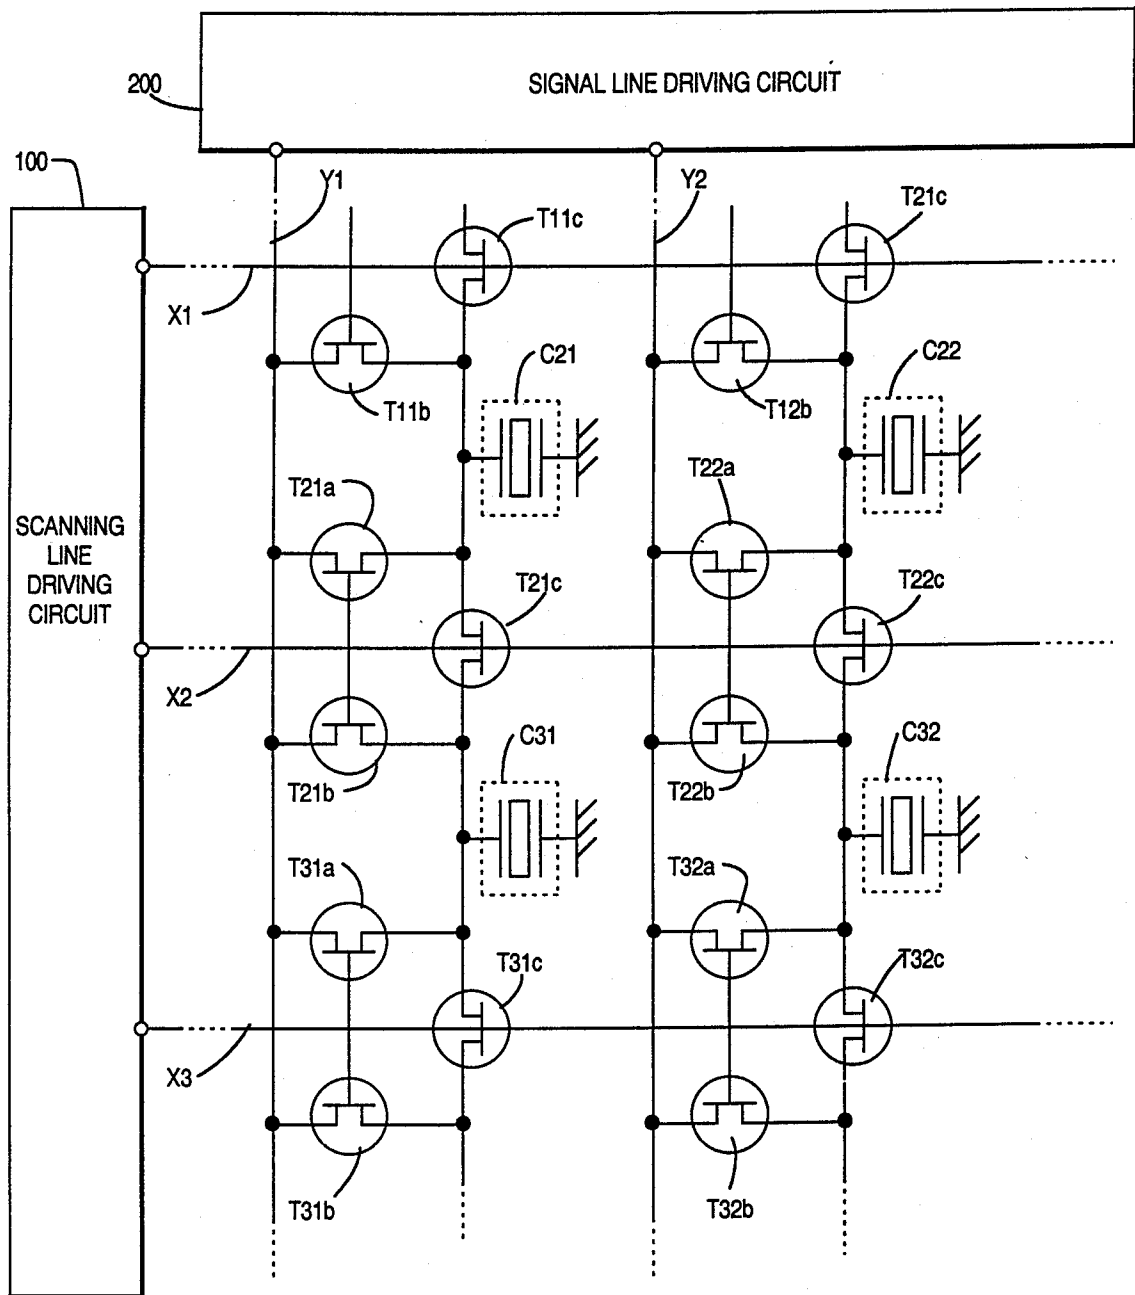 SIGNAL LINE DRIVING CIRCUIT
200
100
Y1
Y2
T11c
T21c
X1
C21
C22
T11b
T12b
T21a
T22a
SCANNING
LINE
DRIVING
CIRCUIT
T21c
T22c
X2
C31
C32
T21b
T22b
T31a
T32a
T31c
T32c
X3
T31b
T32b